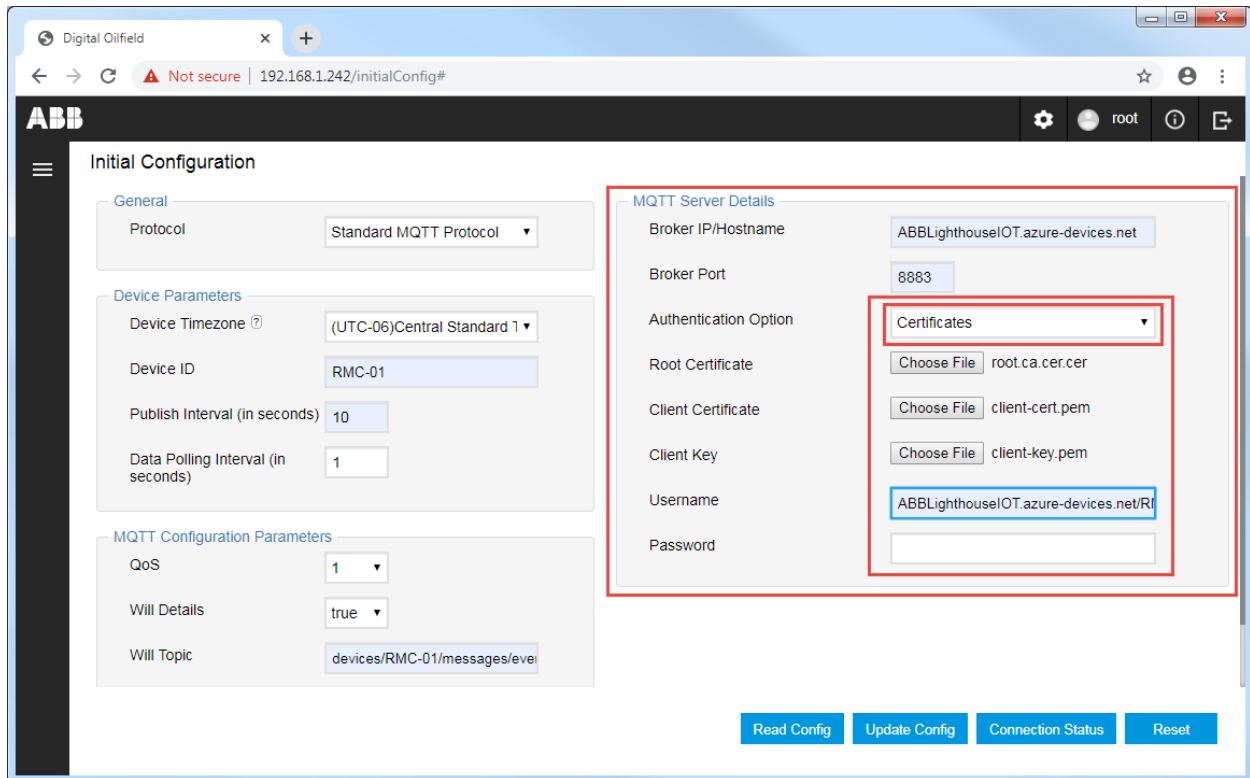 Digital Oilfield
Not secure | 192.168.1.242/initialConfig#
ABB
root
Initial Configuration
General
Protocol
Standard MQTT Protocol
Device Parameters
Device Timezone ?
(UTC-06)Central Standard T
Device ID
RMC-01
Publish Interval (in seconds)
10
Data Polling Interval (in
seconds)
1
MQTT Configuration Parameters
QoS
1
Will Details
true
Will Topic
devices/RMC-01/messages/eve
MQTT Server Details
Broker IP/Hostname
ABBLighthouseIOT.azure-devices.net
Broker Port
8883
Authentication Option
Certificates
Root Certificate
Choose File root.ca.cer.cer
Client Certificate
Choose File client-cert.pem
Client Key
Choose File client-key.pem
Username
ABBLighthouseIOT.azure-devices.net/R
Password
Read Config
Update Config
Connection Status
Reset